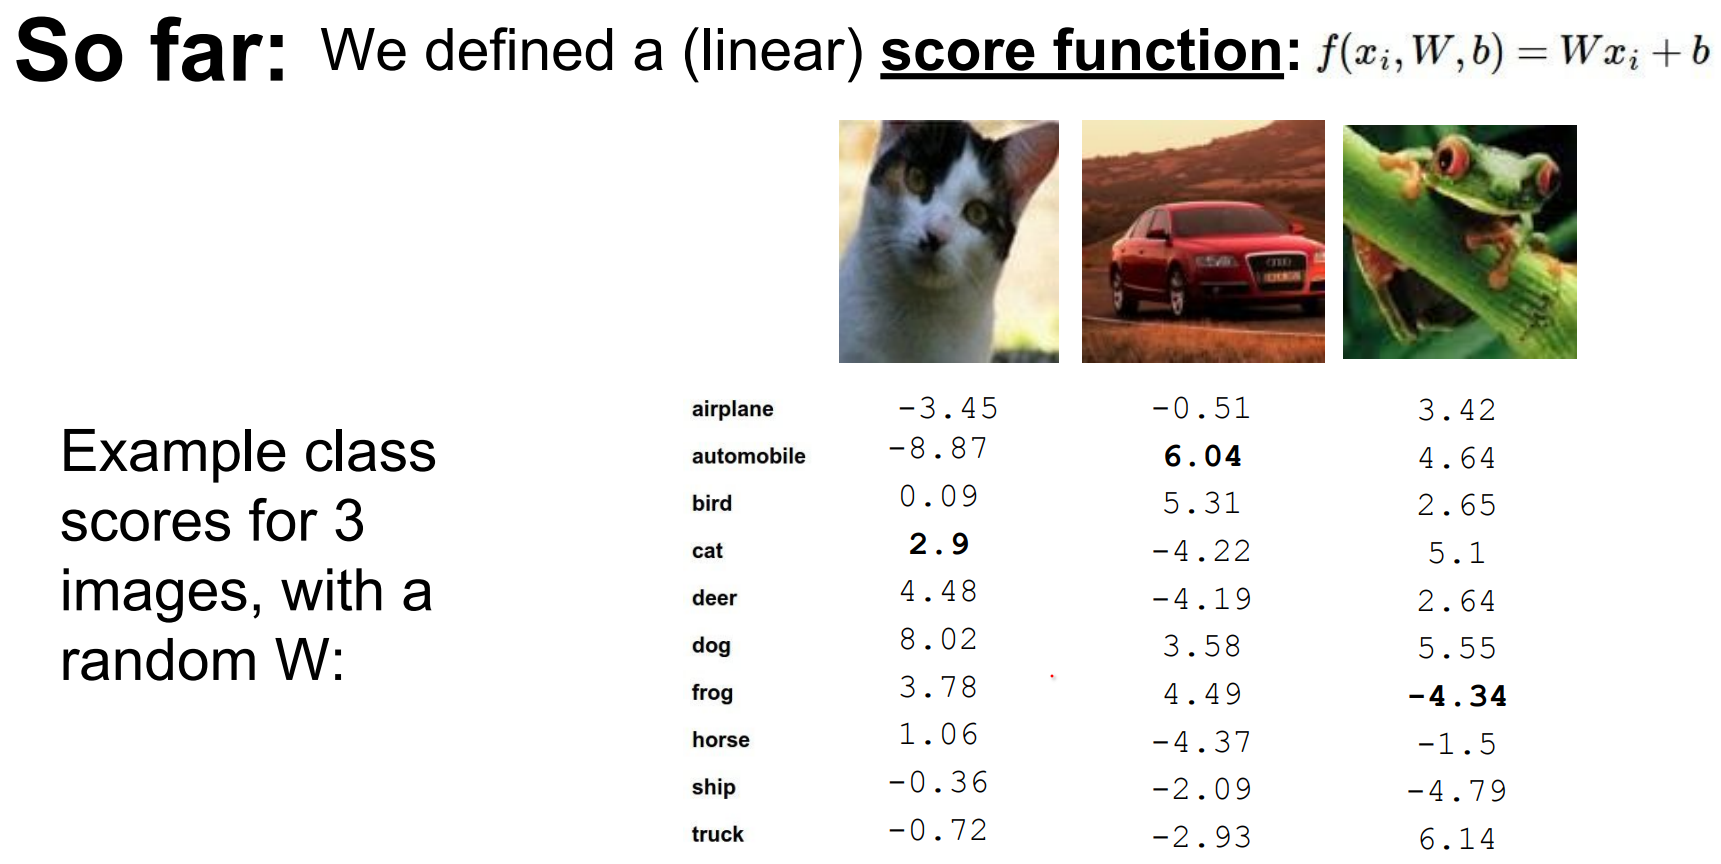 So far: We defined a (linear) score function: f(xᵢ, W, b) = Wxᵢ + b
Example class
scores for 3
images, with a
random W:
airplane -3.45 -0.51 3.42
automobile -8.87 6.04 4.64
bird 0.09 5.31 2.65
cat 2.9 -4.22 5.1
deer 4.48 -4.19 2.64
dog 8.02 3.58 5.55
frog 3.78 4.49 -4.34
horse 1.06 -4.37 -1.5
ship -0.36 -2.09 -4.79
truck -0.72 -2.93 6.14